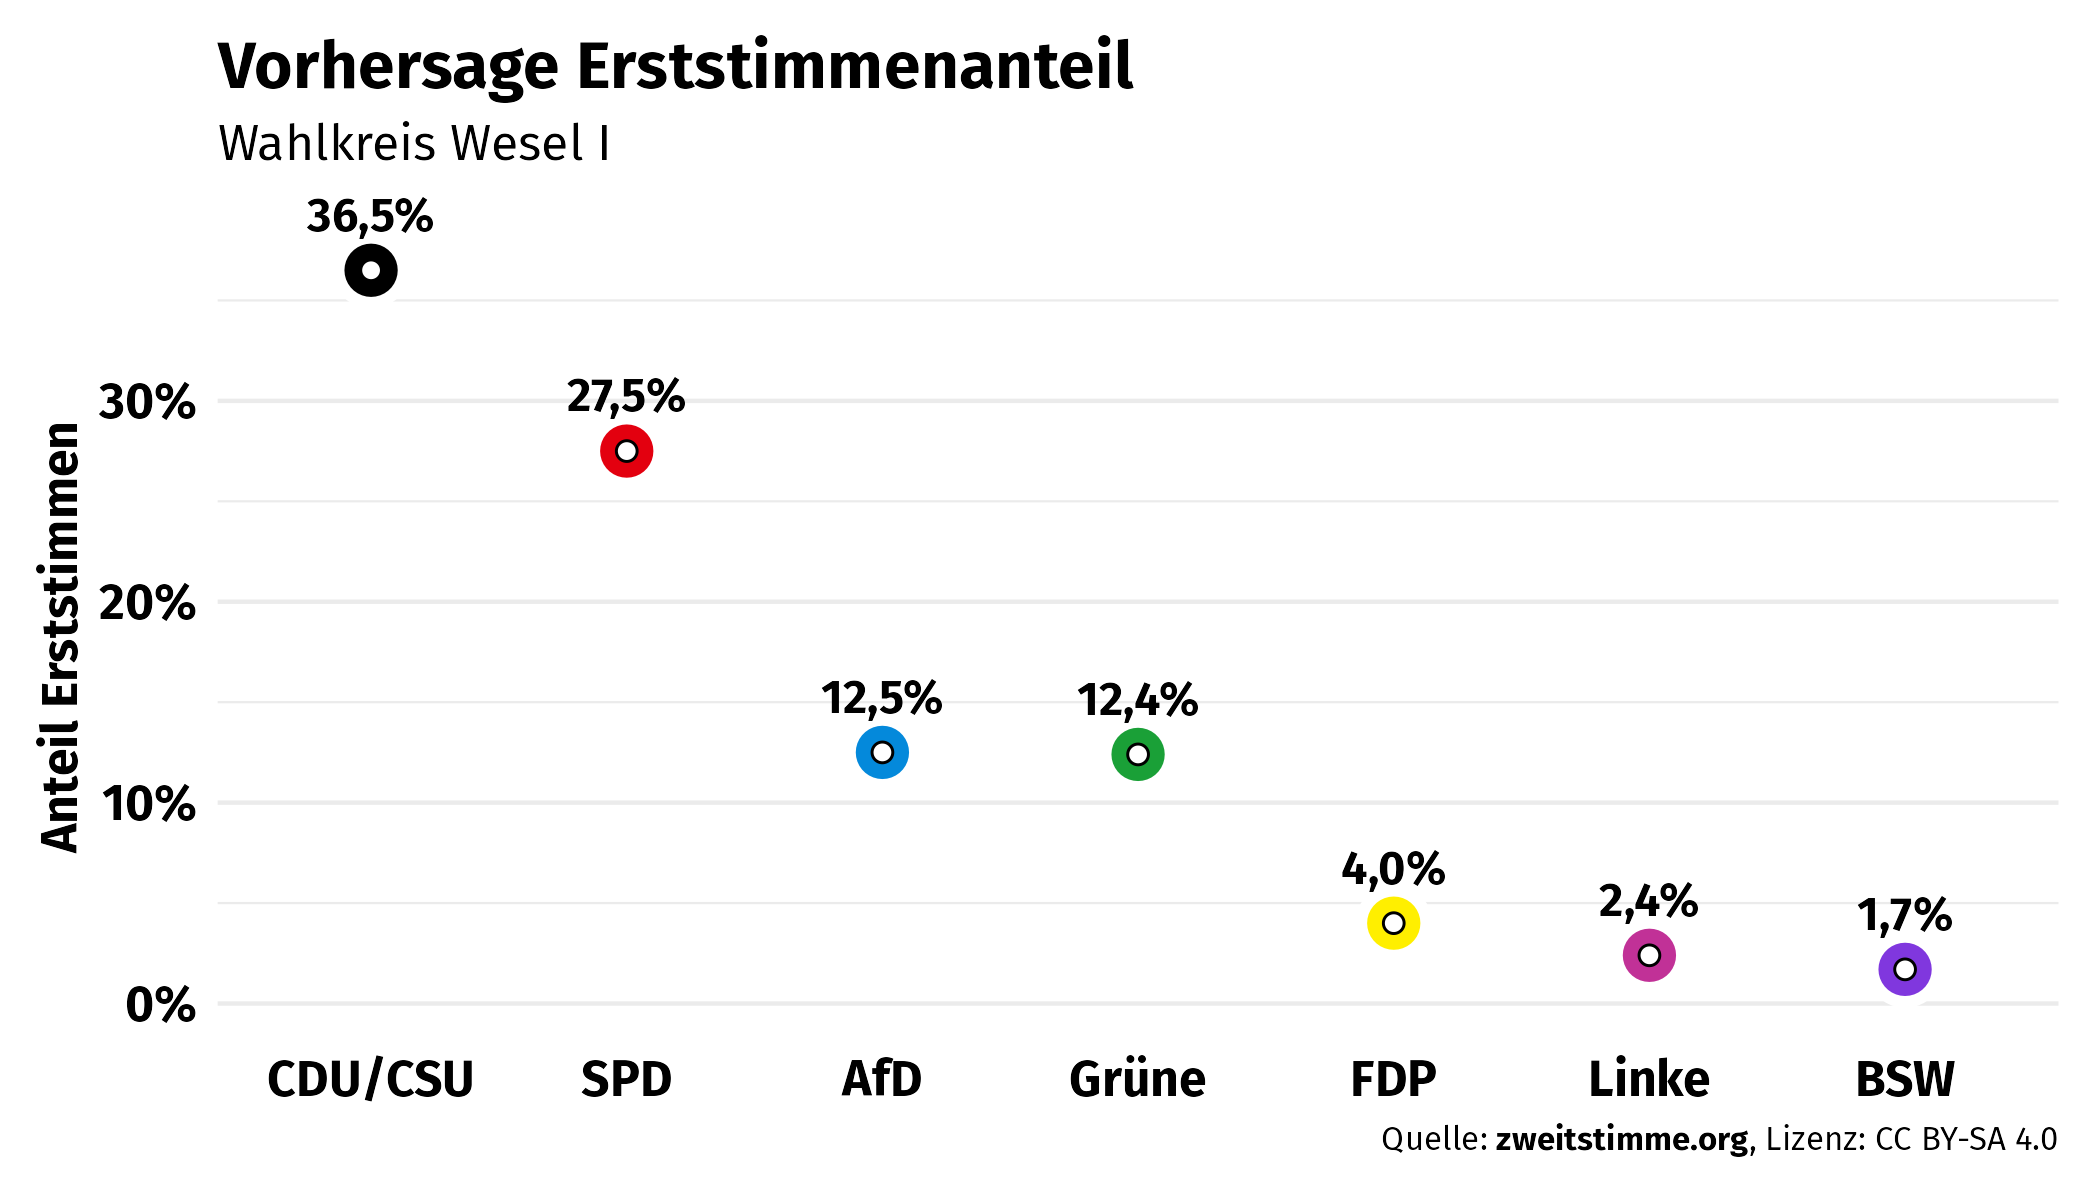 Vorhersage Erststimmenanteil
Wahlkreis Wesel I
36,5%
27,5%
12,5%
12,4%
4,0%
2,4%
1,7%
Anteil Erststimmen
30%
20%
10%
0%
CDU/CSU SPD AfD Grüne FDP Linke BSW
Quelle: zweitstimme.org, Lizenz: CC BY-SA 4.0